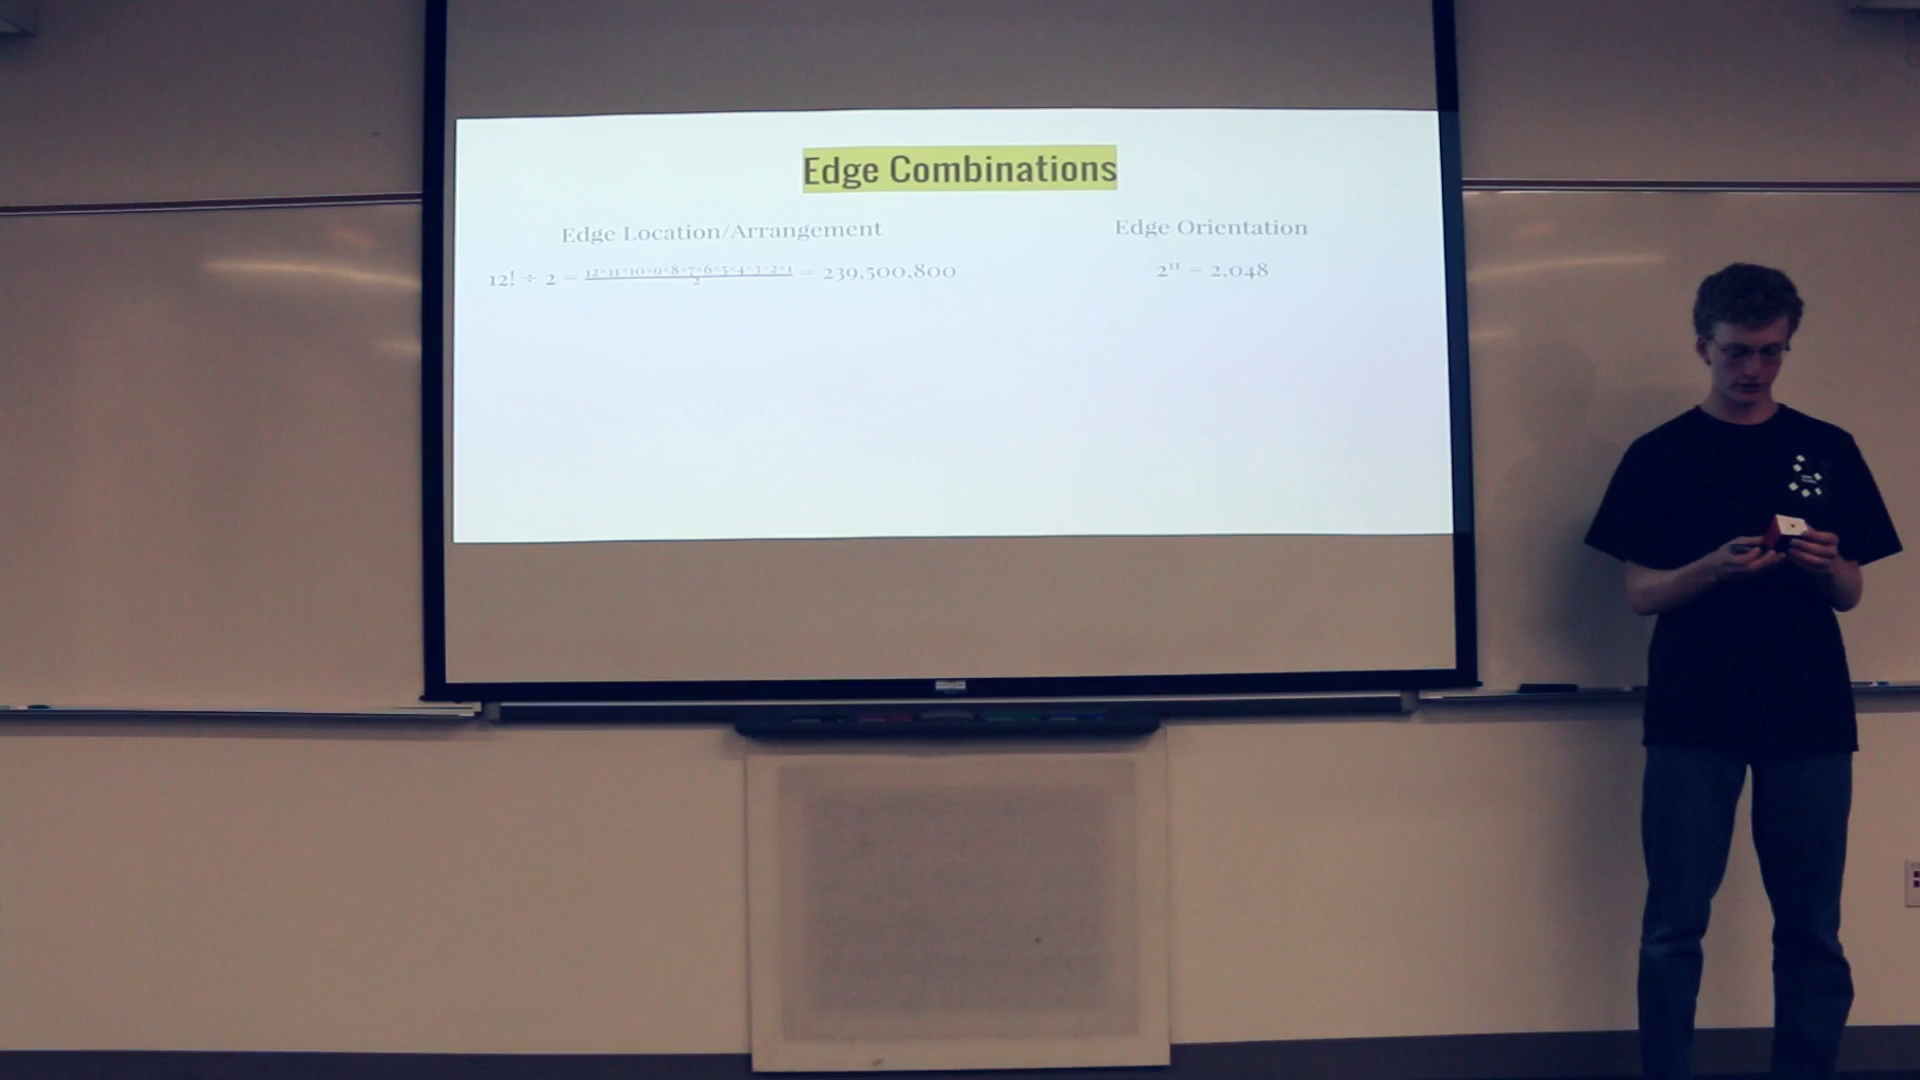 Edge Combinations
Edge Location/Arrangement
12! ÷ 2 = 12×11×10×9×8×7×6×5×4×3×2×1 / 2 = 239,500,800
Edge Orientation
2¹¹ = 2,048